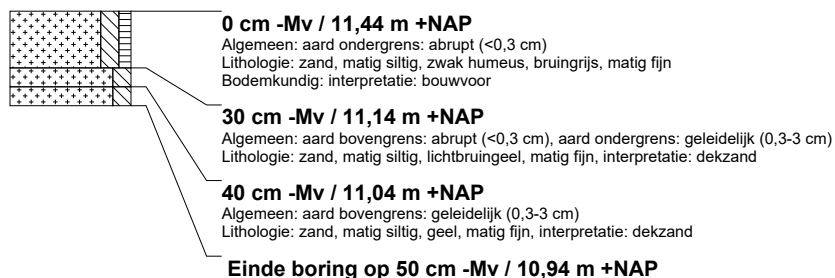 0 cm -Mv / 11,44 m +NAP
Algemeen: aard ondergrens: abrupt (<0,3 cm)
Lithologie: zand, matig siltig, zwak humeus, bruingrijs, matig fijn
Bodemkundig: interpretatie: bouwvoor
30 cm -Mv / 11,14 m +NAP
Algemeen: aard bovengrens: abrupt (<0,3 cm), aard ondergrens: geleidelijk (0,3-3 cm)
Lithologie: zand, matig siltig, lichtbruingeel, matig fijn, interpretatie: dekzand
40 cm -Mv / 11,04 m +NAP
Algemeen: aard bovengrens: geleidelijk (0,3-3 cm)
Lithologie: zand, matig siltig, geel, matig fijn, interpretatie: dekzand
Einde boring op 50 cm -Mv / 10,94 m +NAP